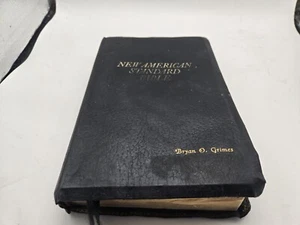 NEW AMERICAN
STANDARD
BIBLE
Bryan O. Grimes